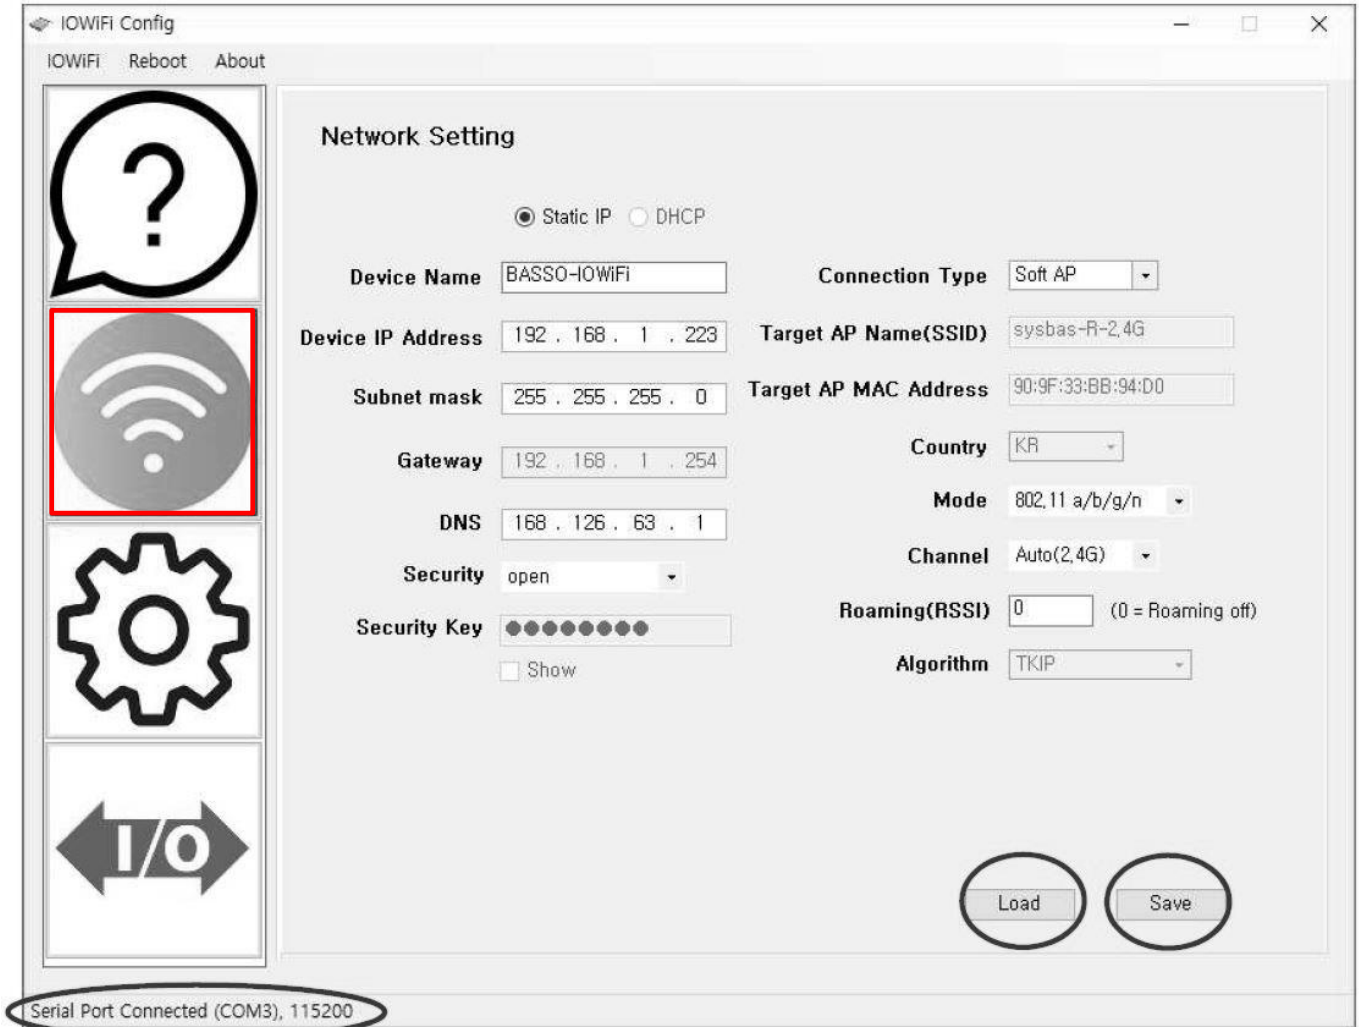 IOWiFi Config
IOWiFi Reboot About
?
Network Setting
Static IP DHCP
Device Name BASSO-IOWiFi
Device IP Address 192 . 168 . 1 . 223
Subnet mask 255 . 255 . 255 . 0
Gateway 192 . 168 . 1 . 254
DNS 168 . 126 . 63 . 1
Security open
Security Key ●●●●●●●●
Show
Connection Type Soft AP
Target AP Name(SSID) sysbas-R-2,4G
Target AP MAC Address 90:9F:33:BB:94:D0
Country KR
Mode 802,11 a/b/g/n
Channel Auto(2,4G)
Roaming(RSSI) 0 (0 = Roaming off)
Algorithm TKIP
I/O
Load Save
Serial Port Connected (COM3), 115200